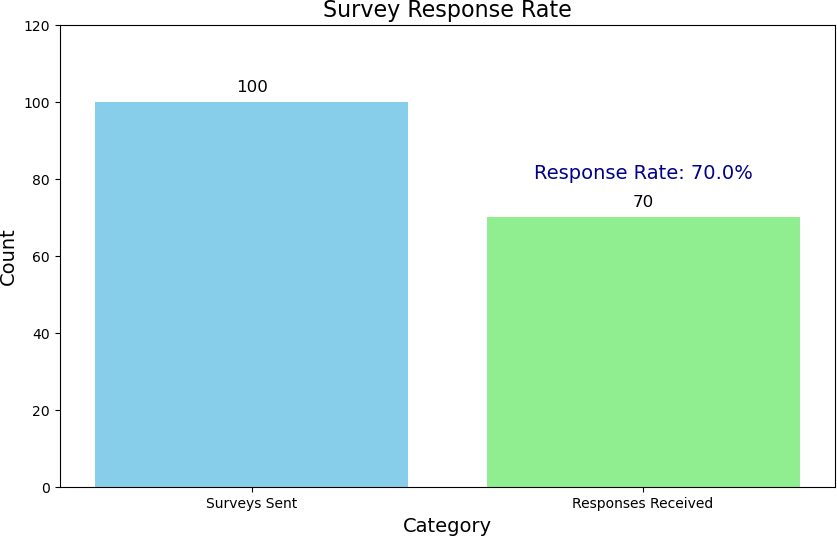 Survey Response Rate
120
100
80
60
40
20
0
Count
100
Response Rate: 70.0%
70
Surveys Sent
Responses Received
Category